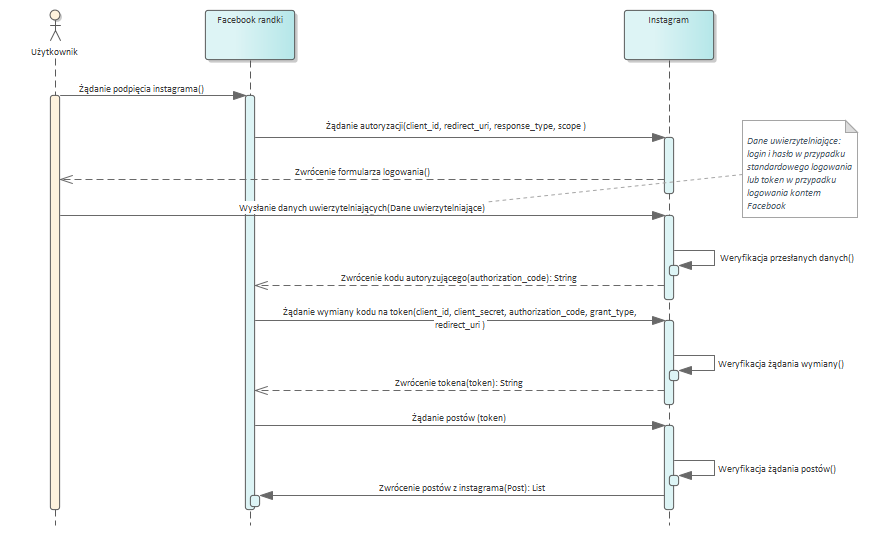 Facebook randki
Instagram
Użytkownik
Żądanie podpięcia instagrama()
Żądanie autoryzacji(client_id, redirect_uri, response_type, scope )
Dane uwierzytelniające:
login i hasło w przypadku
standardowego logowania
lub token w przypadku
logowania kontem
Facebook
Zwrócenie formularza logowania()
Wysłanie danych uwierzytelniających(Dane uwierzytelniające)
Weryfikacja przesłanych danych()
Zwrócenie kodu autoryzującego(authorization_code): String
Żądanie wymiany kodu na token(client_id, client_secret, authorization_code, grant_type,
redirect_uri )
Weryfikacja żądania wymiany()
Zwrócenie tokena(token): String
Żądanie postów (token)
Weryfikacja żądania postów()
Zwrócenie postów z instagrama(Post): List